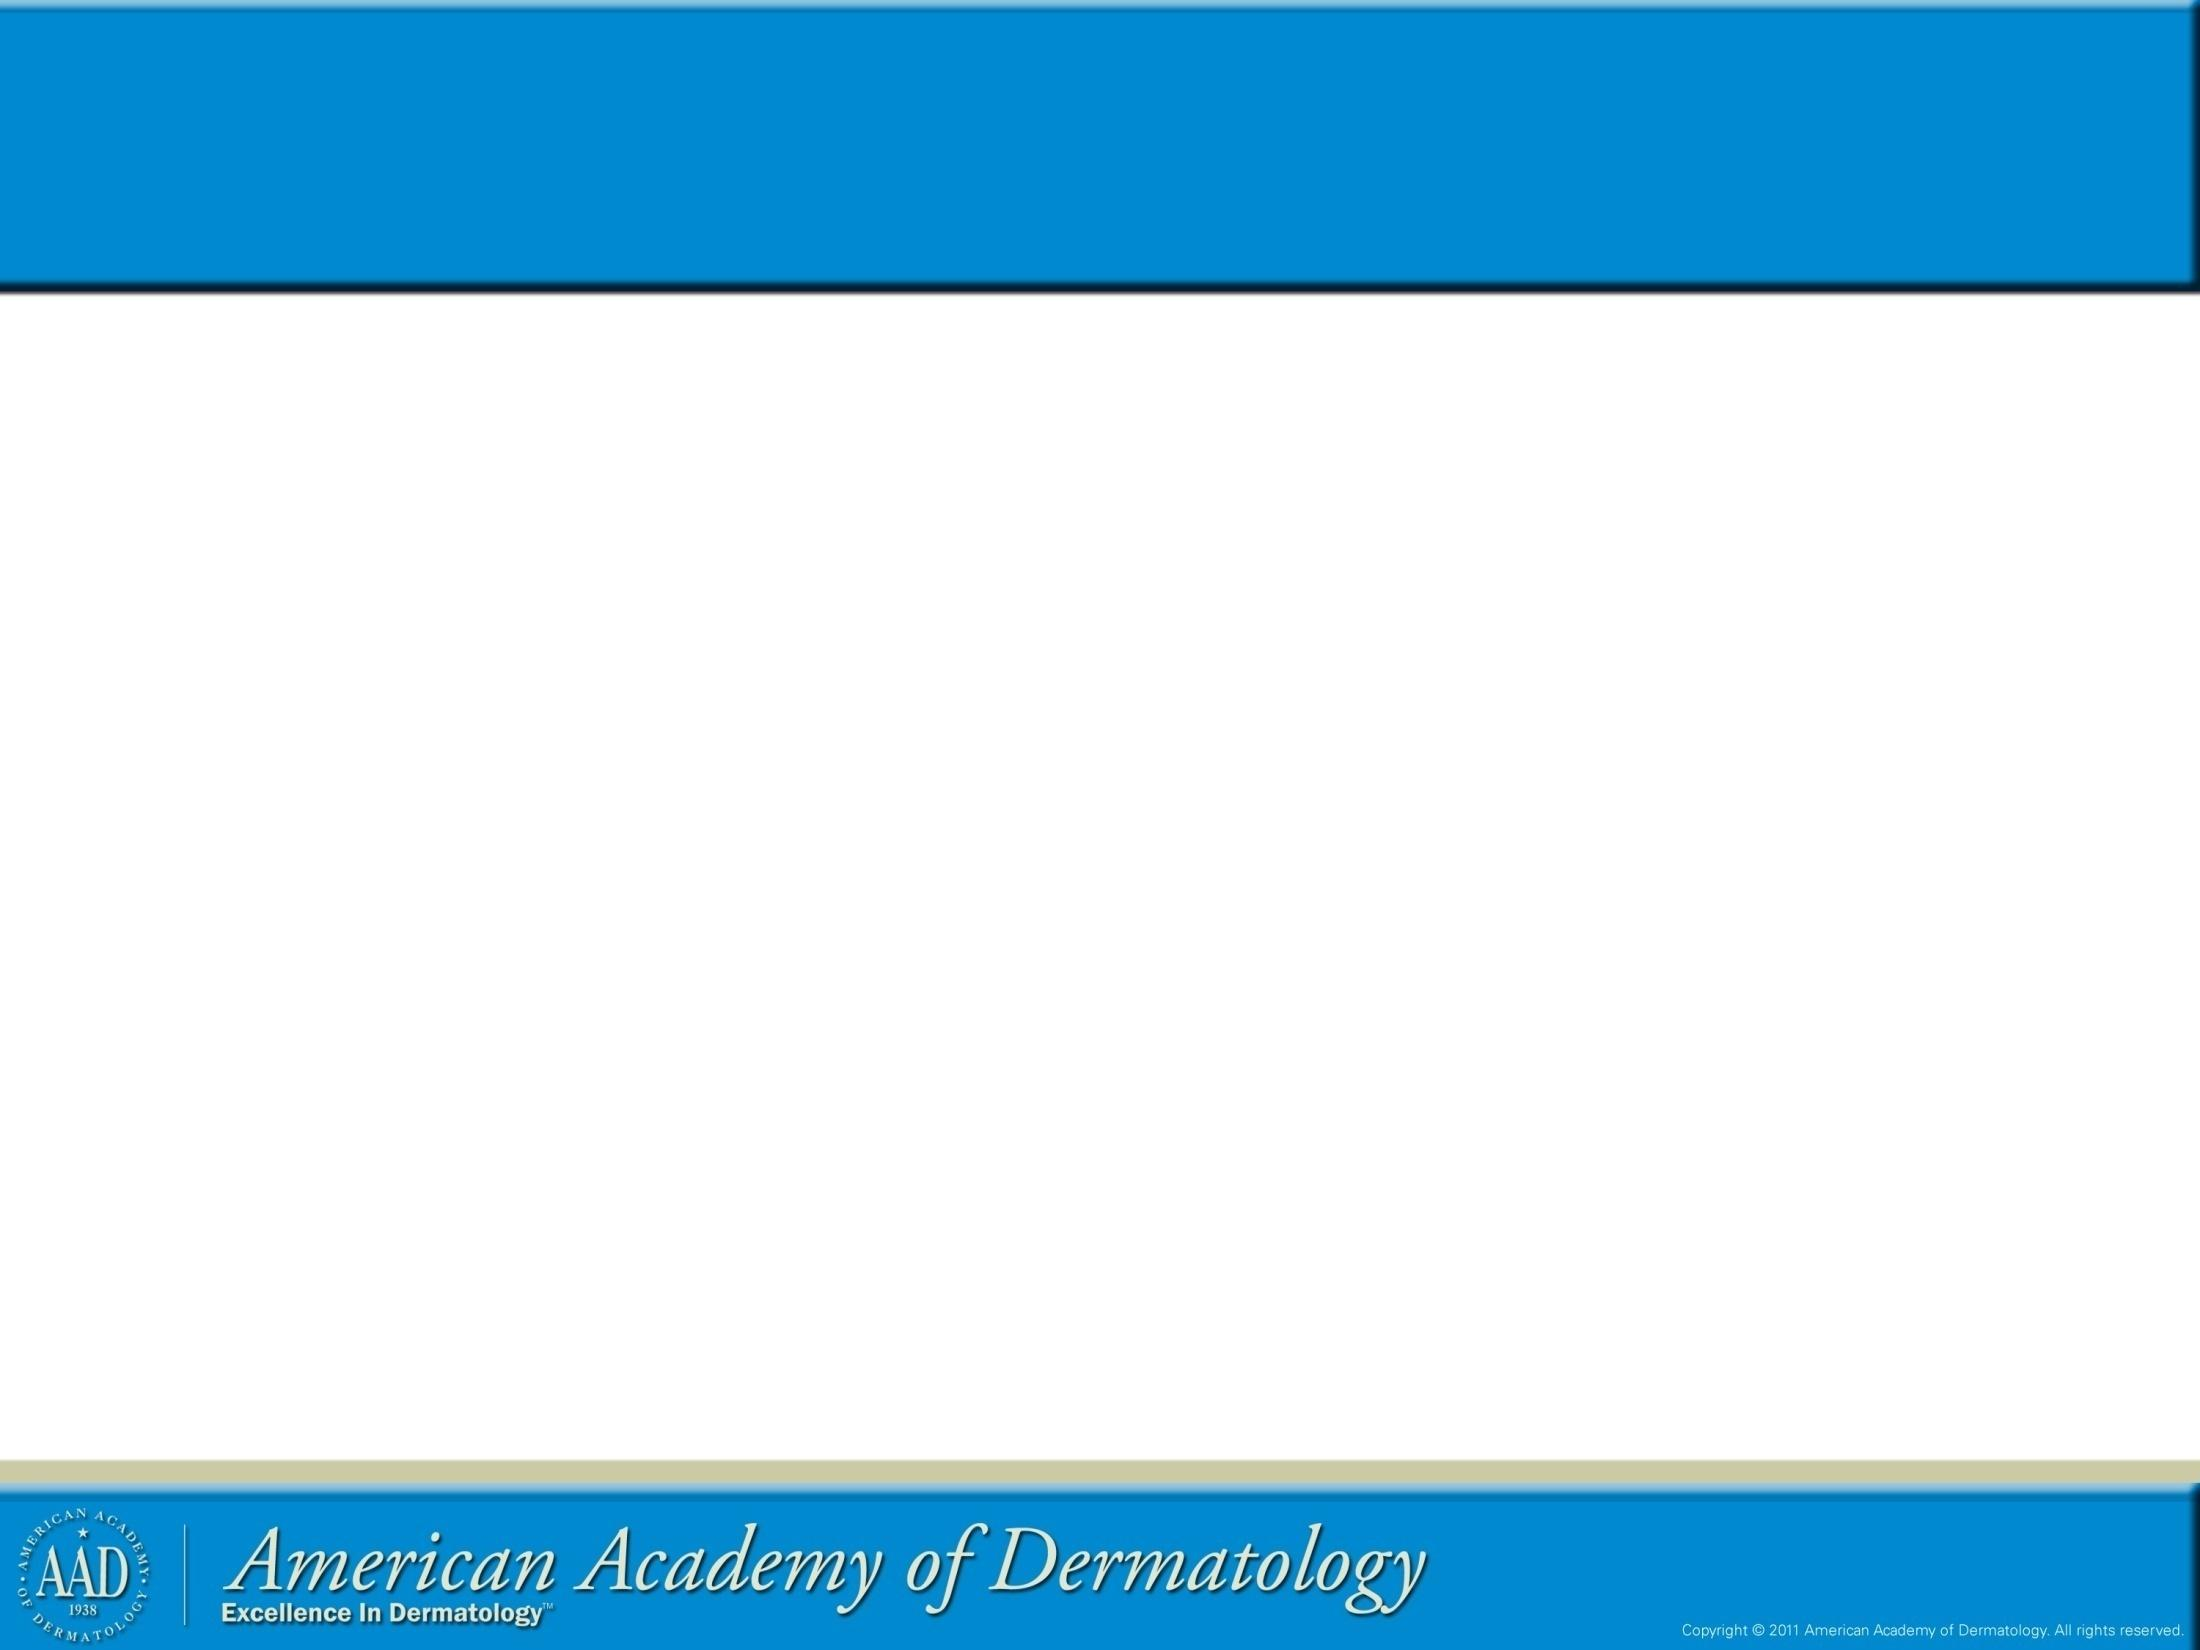 AMERICAN ACADEMY
OF DERMATOLOGY
AAD
1938
American Academy of Dermatology
Excellence In Dermatology™
Copyright © 2011 American Academy of Dermatology. All rights reserved.